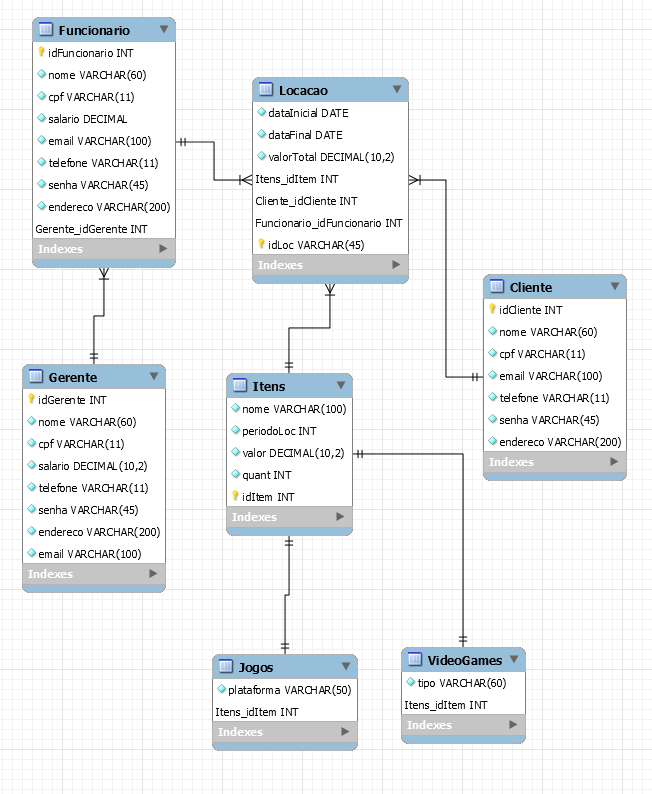 Funcionario
idFuncionario INT
nome VARCHAR(60)
cpf VARCHAR(11)
salario DECIMAL
email VARCHAR(100)
telefone VARCHAR(11)
senha VARCHAR(45)
endereco VARCHAR(200)
Gerente_idGerente INT
Indexes
Locacao
dataInicial DATE
dataFinal DATE
valorTotal DECIMAL(10,2)
Itens_idItem INT
Cliente_idCliente INT
Funcionario_idFuncionario INT
idLoc VARCHAR(45)
Indexes
Cliente
idCliente INT
nome VARCHAR(60)
cpf VARCHAR(11)
email VARCHAR(100)
telefone VARCHAR(11)
senha VARCHAR(45)
endereco VARCHAR(200)
Indexes
Gerente
idGerente INT
nome VARCHAR(60)
cpf VARCHAR(11)
salario DECIMAL(10,2)
telefone VARCHAR(11)
senha VARCHAR(45)
endereco VARCHAR(200)
email VARCHAR(100)
Indexes
Itens
nome VARCHAR(100)
periodoLoc INT
valor DECIMAL(10,2)
quant INT
idItem INT
Indexes
Jogos
plataforma VARCHAR(50)
Itens_idItem INT
Indexes
VideoGames
tipo VARCHAR(60)
Itens_idItem INT
Indexes